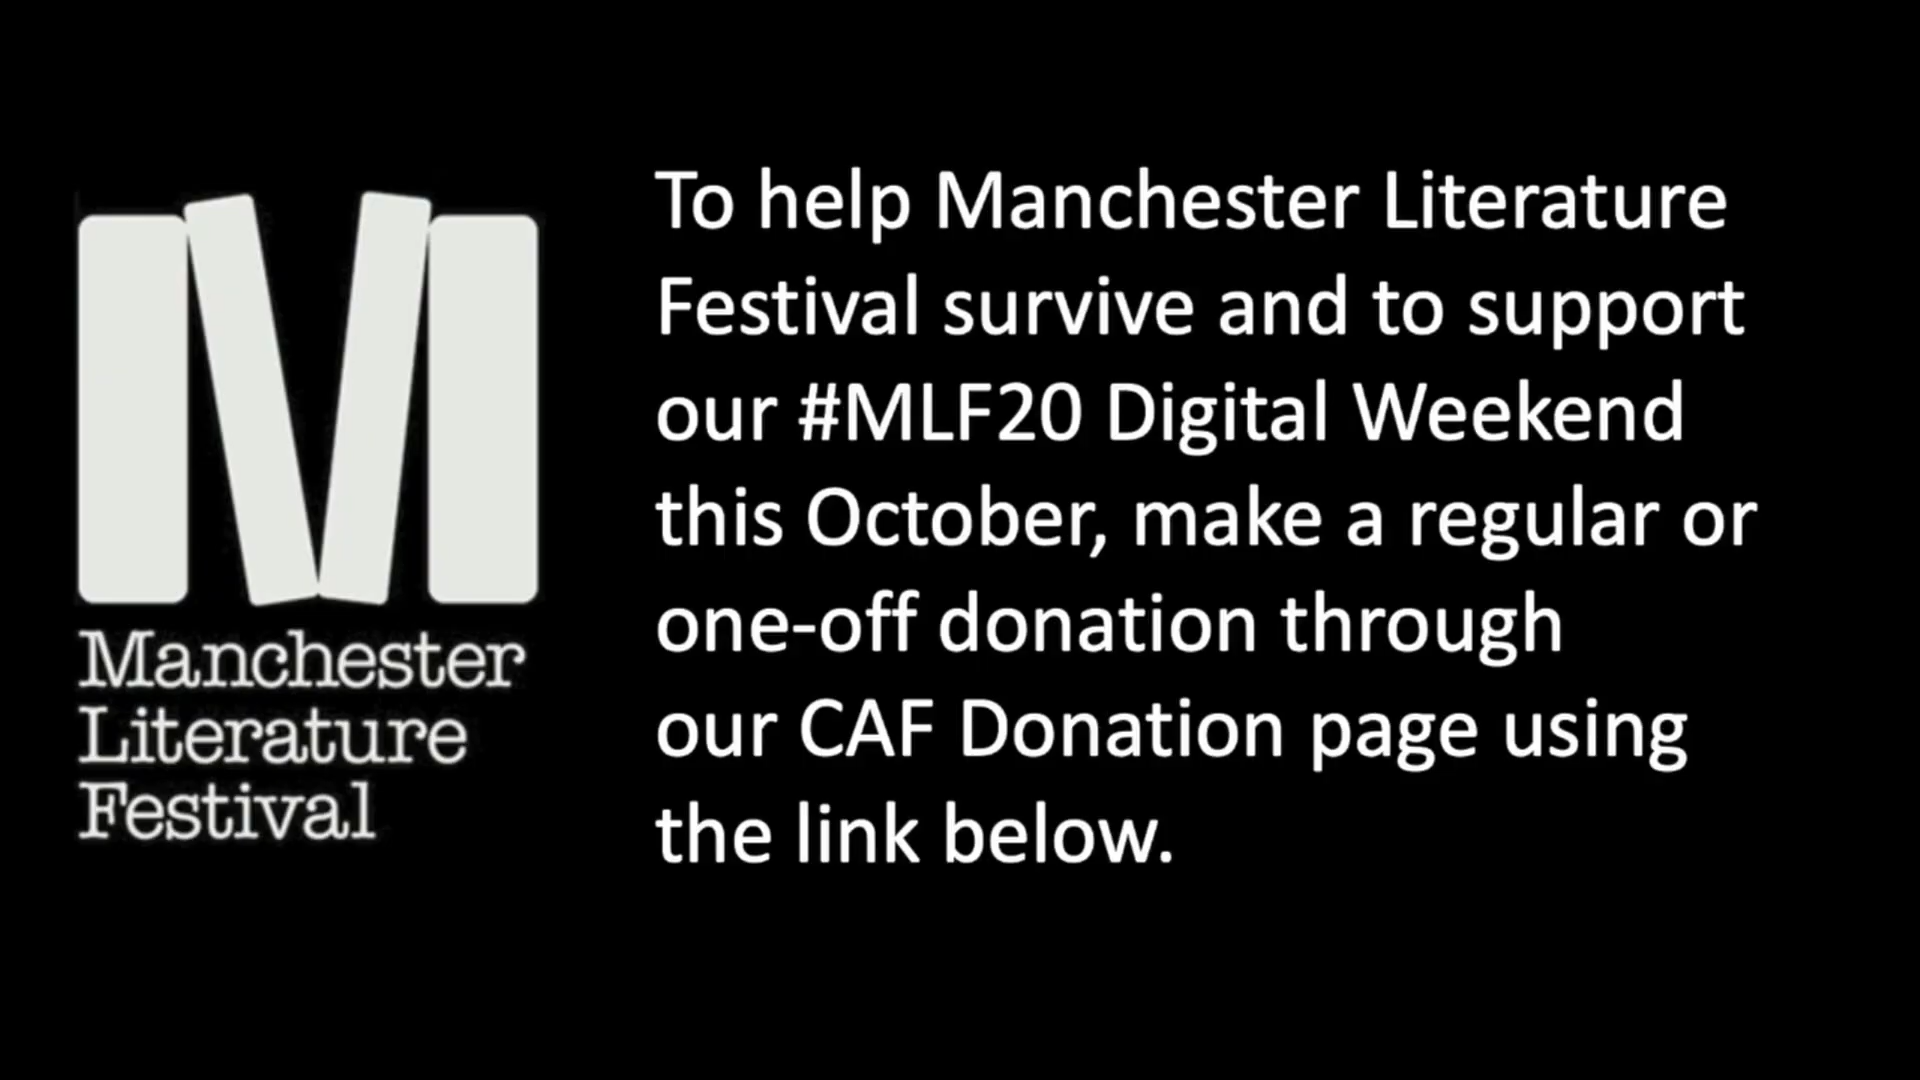 Manchester
Literature
Festival
To help Manchester Literature
Festival survive and to support
our #MLF20 Digital Weekend
this October, make a regular or
one-off donation through
our CAF Donation page using
the link below.